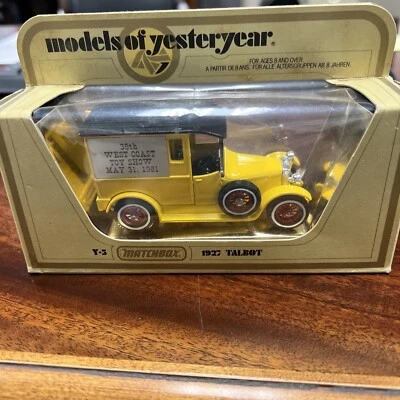 models of yesteryear®
FOR AGES 8 AND OVER
A PARTIR DE 8 ANS. FÜR ALLE ALTERSGRUPPEN AB 8 JAHREN.
35th
WEST COAST
TOY SHOW
MAY 31, 1981
Y-5 MATCHBOX 1927 TALBOT